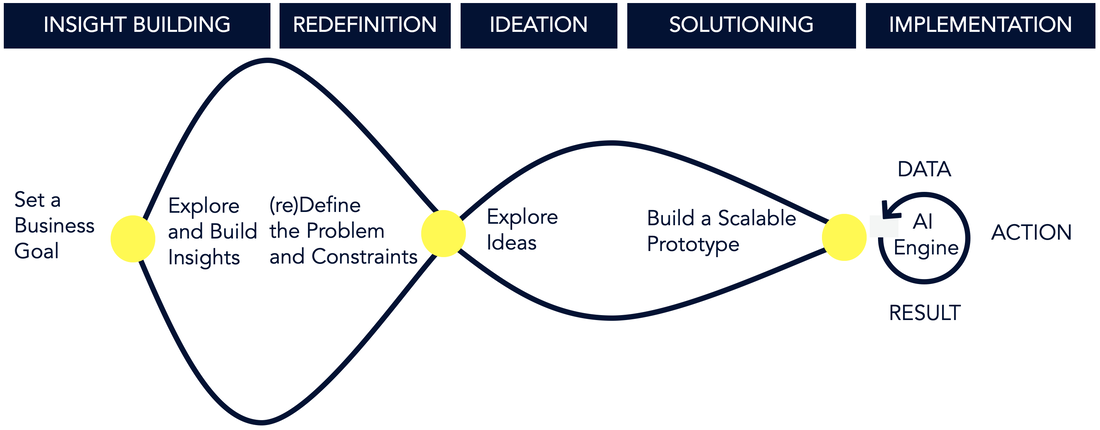 INSIGHT BUILDING
REDEFINITION
IDEATION
SOLUTIONING
IMPLEMENTATION
Set a
Business
Goal
Explore
and Build
Insights
(re)Define
the Problem
and Constraints
Explore
Ideas
Build a Scalable
Prototype
DATA
AI
Engine
ACTION
RESULT